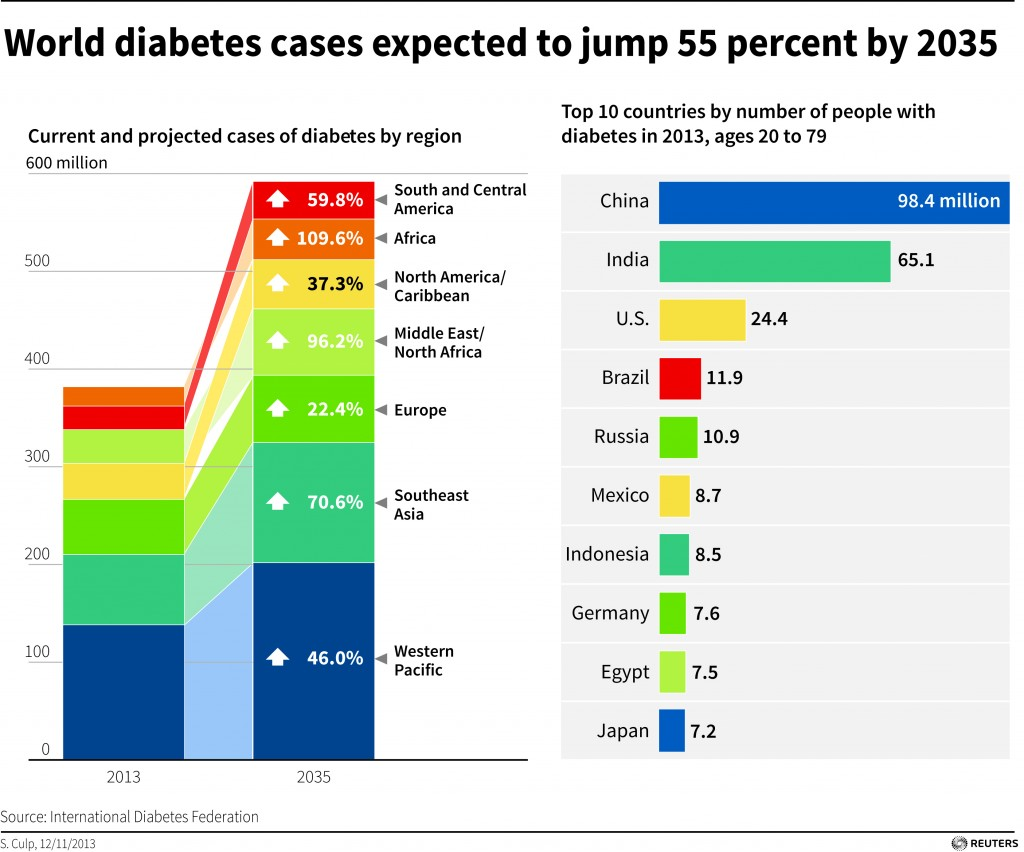 World diabetes cases expected to jump 55 percent by 2035
Current and projected cases of diabetes by region
600 million
500
400
300
200
100
0
2013
2035
59.8%
South and Central
America
109.6%
Africa
37.3%
North America/
Caribbean
96.2%
Middle East/
North Africa
22.4%
Europe
70.6%
Southeast
Asia
46.0%
Western
Pacific
Top 10 countries by number of people with
diabetes in 2013, ages 20 to 79
China 98.4 million
India 65.1
U.S. 24.4
Brazil 11.9
Russia 10.9
Mexico 8.7
Indonesia 8.5
Germany 7.6
Egypt 7.5
Japan 7.2
Source: International Diabetes Federation
S. Culp, 12/11/2013
REUTERS